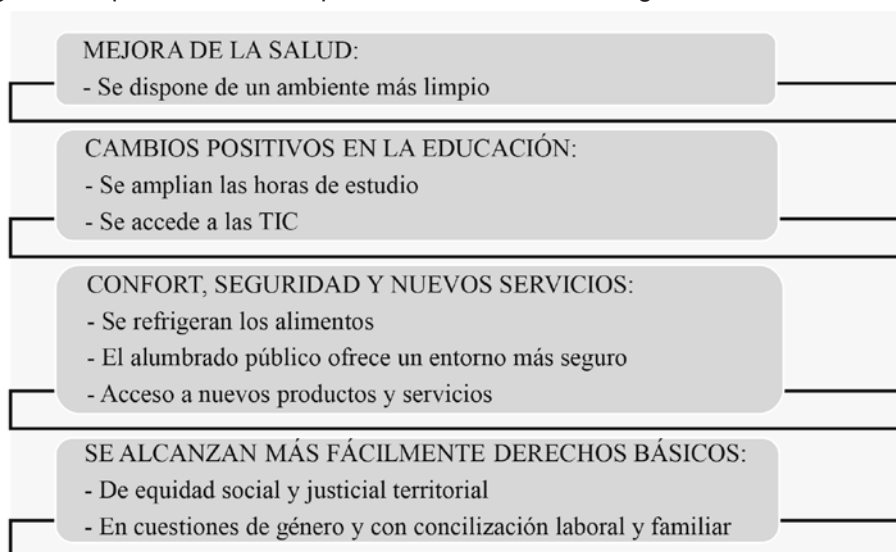 MEJORA DE LA SALUD:
- Se dispone de un ambiente más limpio
CAMBIOS POSITIVOS EN LA EDUCACIÓN:
- Se amplian las horas de estudio
- Se accede a las TIC
CONFORT, SEGURIDAD Y NUEVOS SERVICIOS:
- Se refrigeran los alimentos
- El alumbrado público ofrece un entorno más seguro
- Acceso a nuevos productos y servicios
SE ALCANZAN MÁS FÁCILMENTE DERECHOS BÁSICOS:
- De equidad social y justicial territorial
- En cuestiones de género y con concilización laboral y familiar